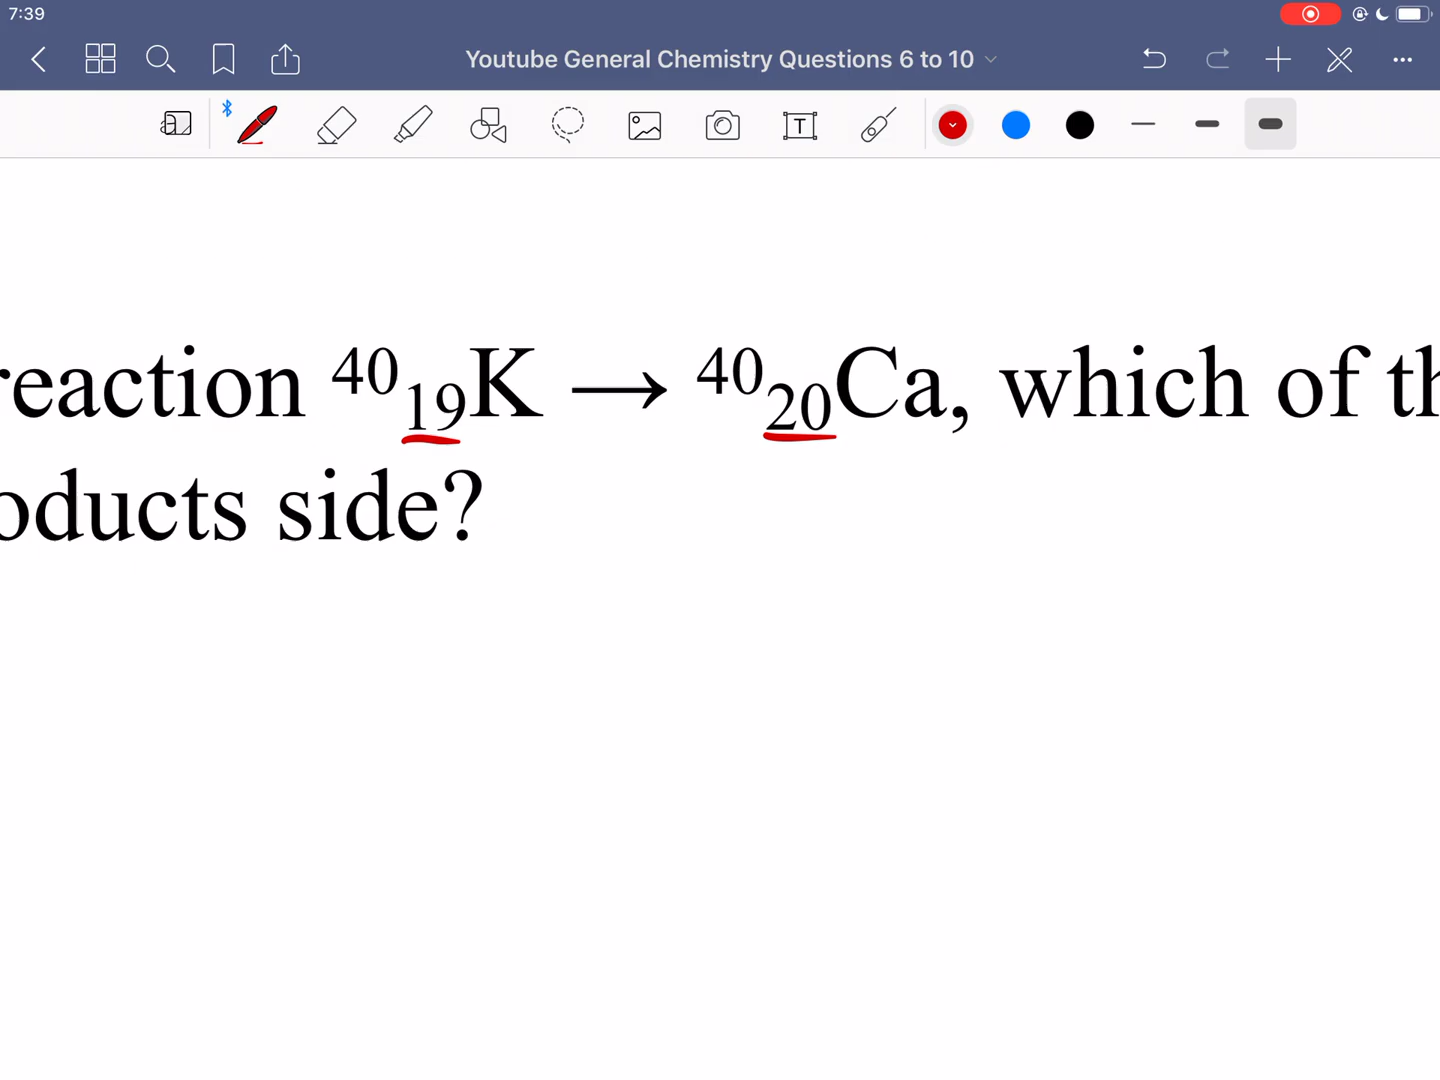 7:39
Youtube General Chemistry Questions 6 to 10
reaction ⁴⁰₁₉K → ⁴⁰₂₀Ca, which of th
oducts side?